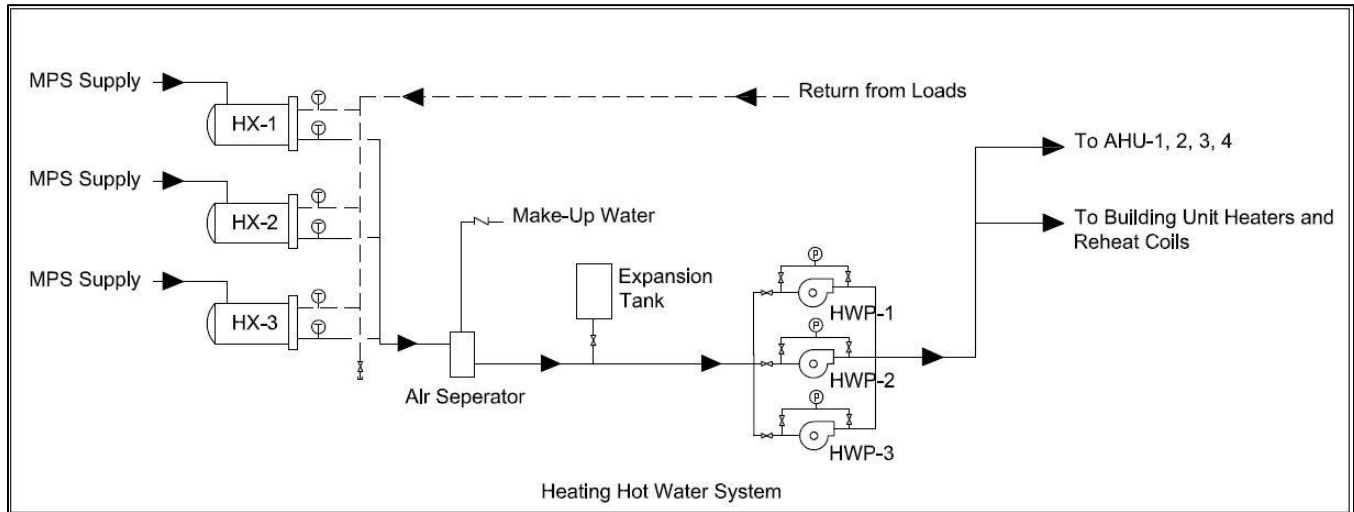 MPS Supply
Return from Loads
T
HX-1
T
To AHU-1, 2, 3, 4
MPS Supply
T
HX-2
T
Make-Up Water
To Building Unit Heaters and
Reheat Coils
MPS Supply
T
HX-3
T
Expansion
Tank
P
HWP-1
P
HWP-2
Air Seperator
P
HWP-3
Heating Hot Water System